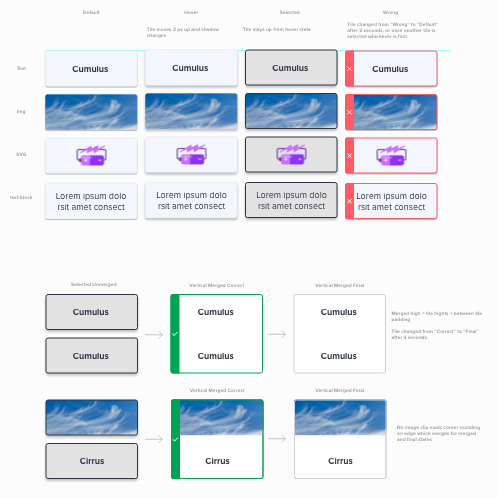 Default
Hover
Selected
Wrong
Tile moves 2 px up and shadow
changes
Tile stays up from hover state
Tile changed from "Wrong" to "Default"
after 3 seconds, or once another tile is
selected whichever is first.
Text
Cumulus
Cumulus
Cumulus
Cumulus
Img
SVG
text-block
Lorem ipsum dolo
rsit amet consect
Lorem ipsum dolo
rsit amet consect
Lorem ipsum dolo
rsit amet consect
Lorem ipsum dolo
rsit amet consect
Selected Unmerged
Vertical Merged Correct
Vertical Merged Final
Cumulus
Cumulus
Cumulus
Cumulus
Cumulus
Cumulus
Merged high = tile hights + between tile
padding
Tile changed from "Correct" to "Final"
after 3 seconds
Vertical Merged Correct
Vertical Merged Final
Cirrus
Cirrus
Cirrus
No image clip mask corner rounding
on edge which merges for merged
and final states